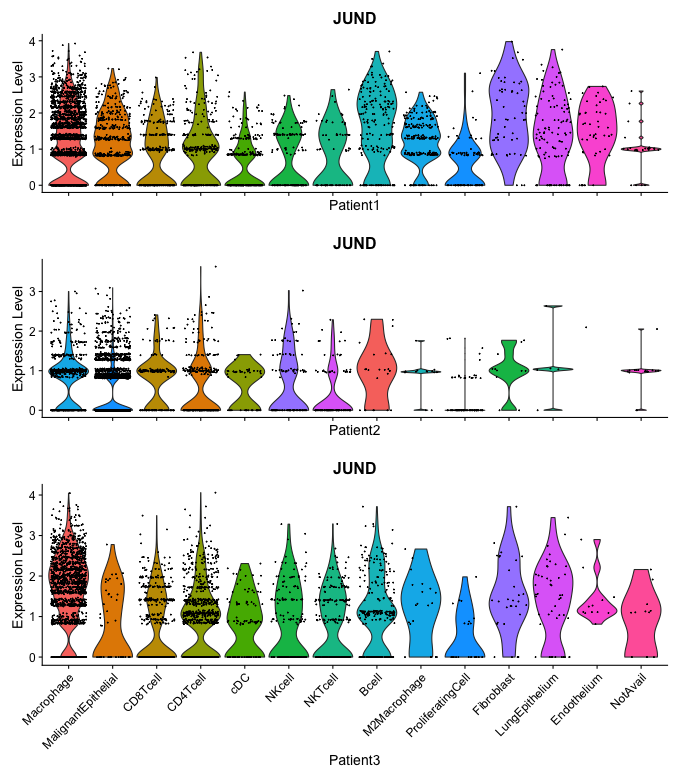 JUND
Expression Level
4
3
2
1
0
Patient1
JUND
Expression Level
3
2
1
0
Patient2
JUND
Expression Level
4
3
2
1
0
Macrophage
MalignantEpithelial
CD8Tcell
CD4Tcell
cDC
NKcell
NKTcell
Bcell
M2Macrophage
ProliferatingCell
Fibroblast
LungEpithelium
Endothelium
NotAvail
Patient3